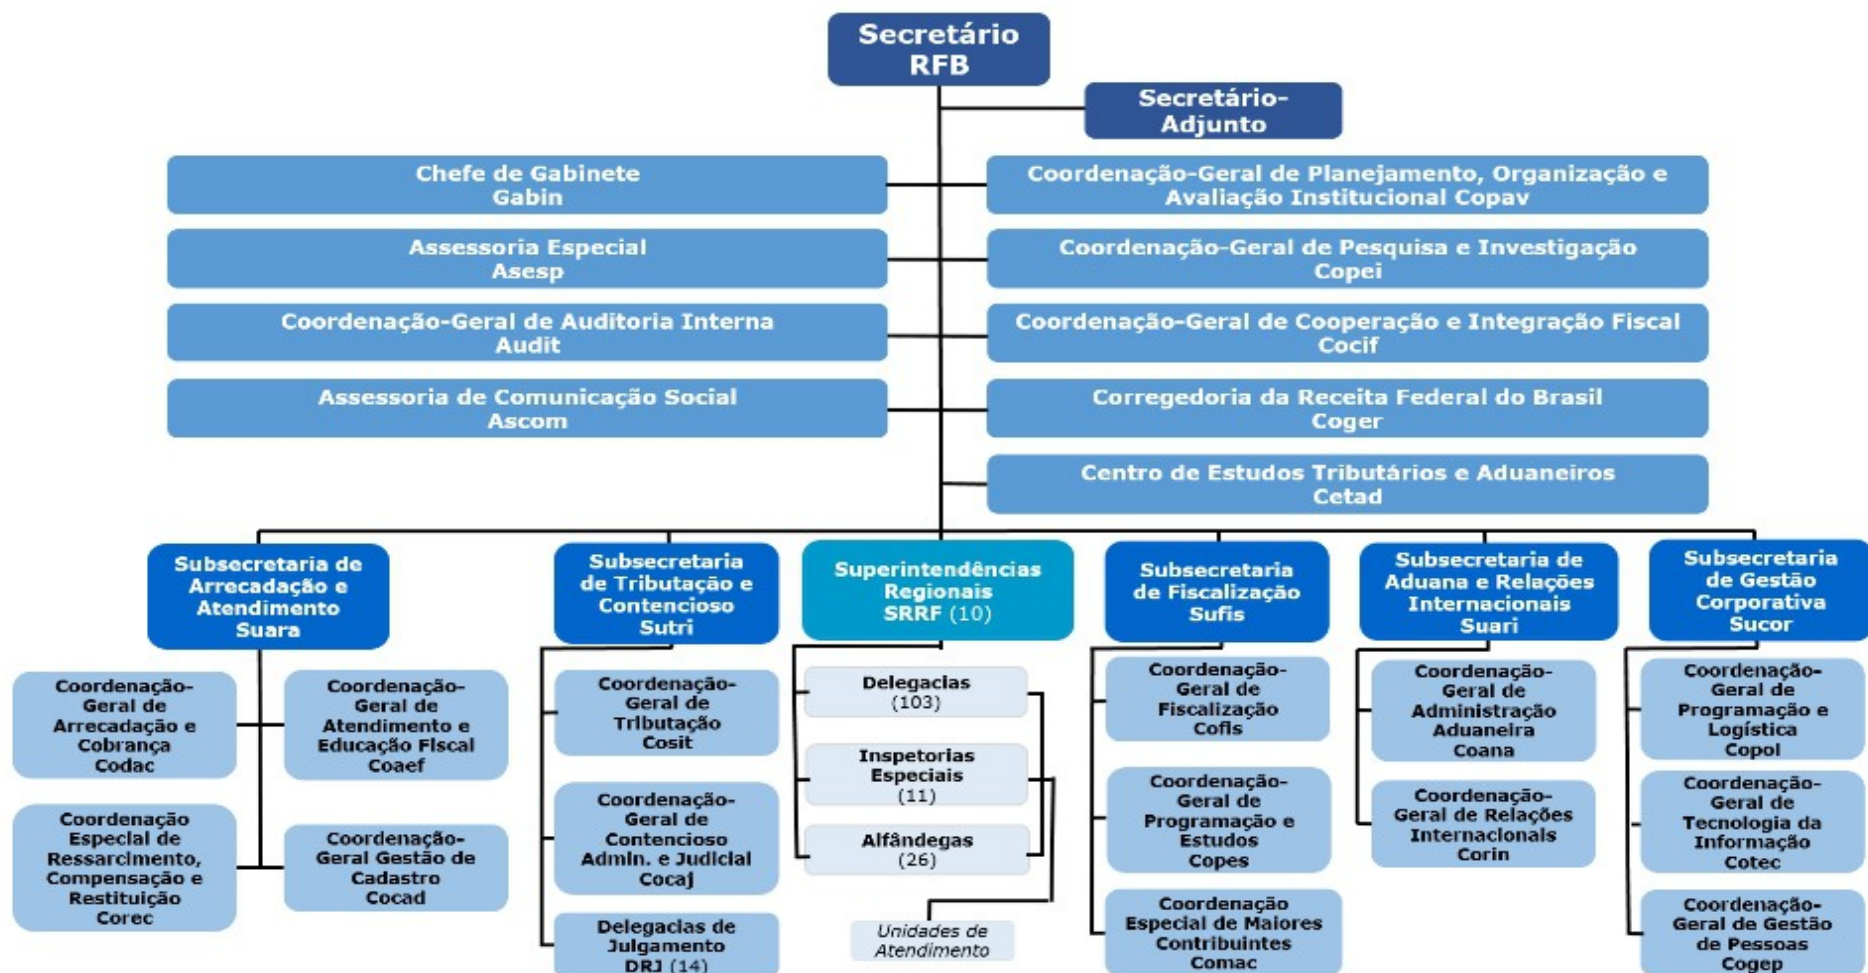 Secretário
RFB
Secretário-
Adjunto
Chefe de Gabinete
Gabin
Coordenação-Geral de Planejamento, Organização e
Avaliação Institucional Copav
Assessoria Especial
Asesp
Coordenação-Geral de Pesquisa e Investigação
Copei
Coordenação-Geral de Auditoria Interna
Audit
Coordenação-Geral de Cooperação e Integração Fiscal
Cocif
Assessoria de Comunicação Social
Ascom
Corregedoria da Receita Federal do Brasil
Coger
Centro de Estudos Tributários e Aduaneiros
Cetad
Subsecretaria de
Arrecadação e
Atendimento
Suara
Subsecretaria
de Tributação e
Contencioso
Sutri
Superintendências
Regionais
SRRF (10)
Subsecretaria
de Fiscalização
Sufis
Subsecretaria de
Aduana e Relações
Internacionais
Suari
Subsecretaria
de Gestão
Corporativa
Sucor
Coordenação-
Geral de
Arrecadação e
Cobrança
Codac
Coordenação-
Geral de
Atendimento e
Educação Fiscal
Coaef
Coordenação
Especial de
Ressarcimento,
Compensação e
Restituição
Corec
Coordenação-
Geral Gestão de
Cadastro
Cocad
Coordenação-
Geral de
Tributação
Cosit
Coordenação-
Geral de
Contencioso
Admin. e Judicial
Cocaj
Delegacias de
Julgamento
DRJ (14)
Delegacias
(103)
Inspetorias
Especiais
(11)
Alfândegas
(26)
Unidades de
Atendimento
Coordenação-
Geral de
Fiscalização
Cofis
Coordenação-
Geral de
Programação e
Estudos
Copes
Coordenação
Especial de Maiores
Contribuintes
Comac
Coordenação-
Geral de
Administração
Aduaneira
Coana
Coordenação-
Geral de Relações
Internacionais
Corin
Coordenação-
Geral de
Programação e
Logística
Copol
Coordenação-
Geral de
Tecnologia da
Informação
Cotec
Coordenação-
Geral de Gestão
de Pessoas
Cogep